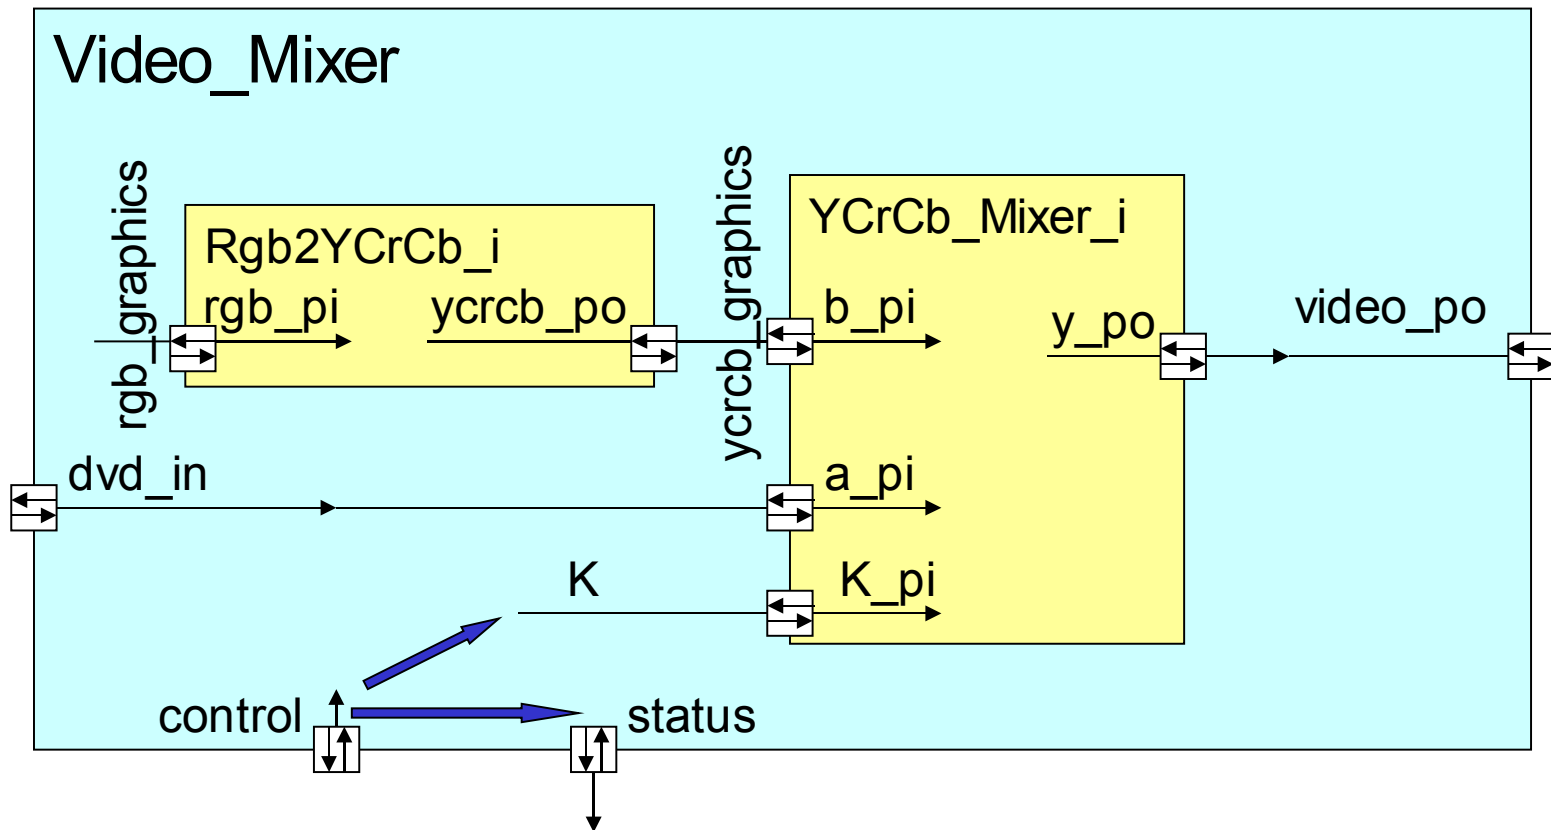 Video_Mixer
rgb_graphics
Rgb2YCrCb_i
rgb_pi
ycrcb_po
ycrcb_graphics
YCrCb_Mixer_i
b_pi
y_po
video_po
dvd_in
a_pi
K
K_pi
control
status